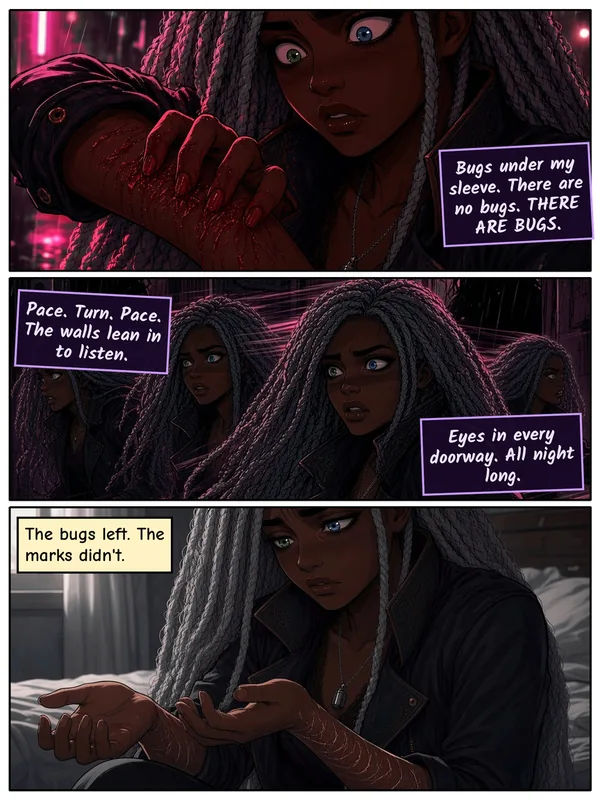 Bugs under my
sleeve. There are
no bugs. THERE
ARE BUGS.
Pace. Turn. Pace.
The walls lean in
to listen.
Eyes in every
doorway. All night
long.
The bugs left. The
marks didn't.